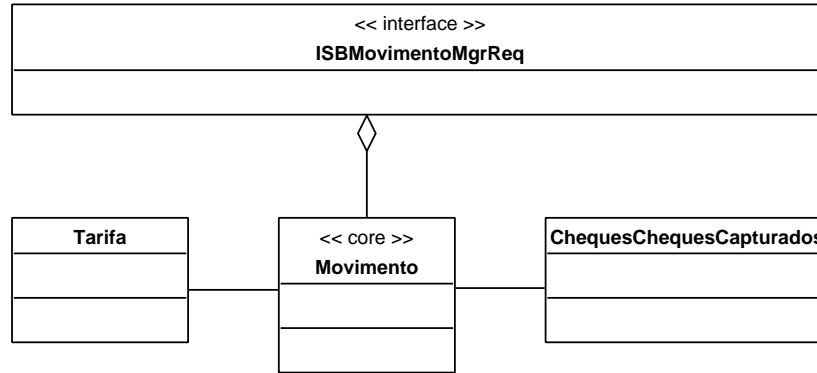 << interface >>
ISBMovimentoMgrReq
Tarifa
<< core >>
Movimento
ChequesChequesCapturados